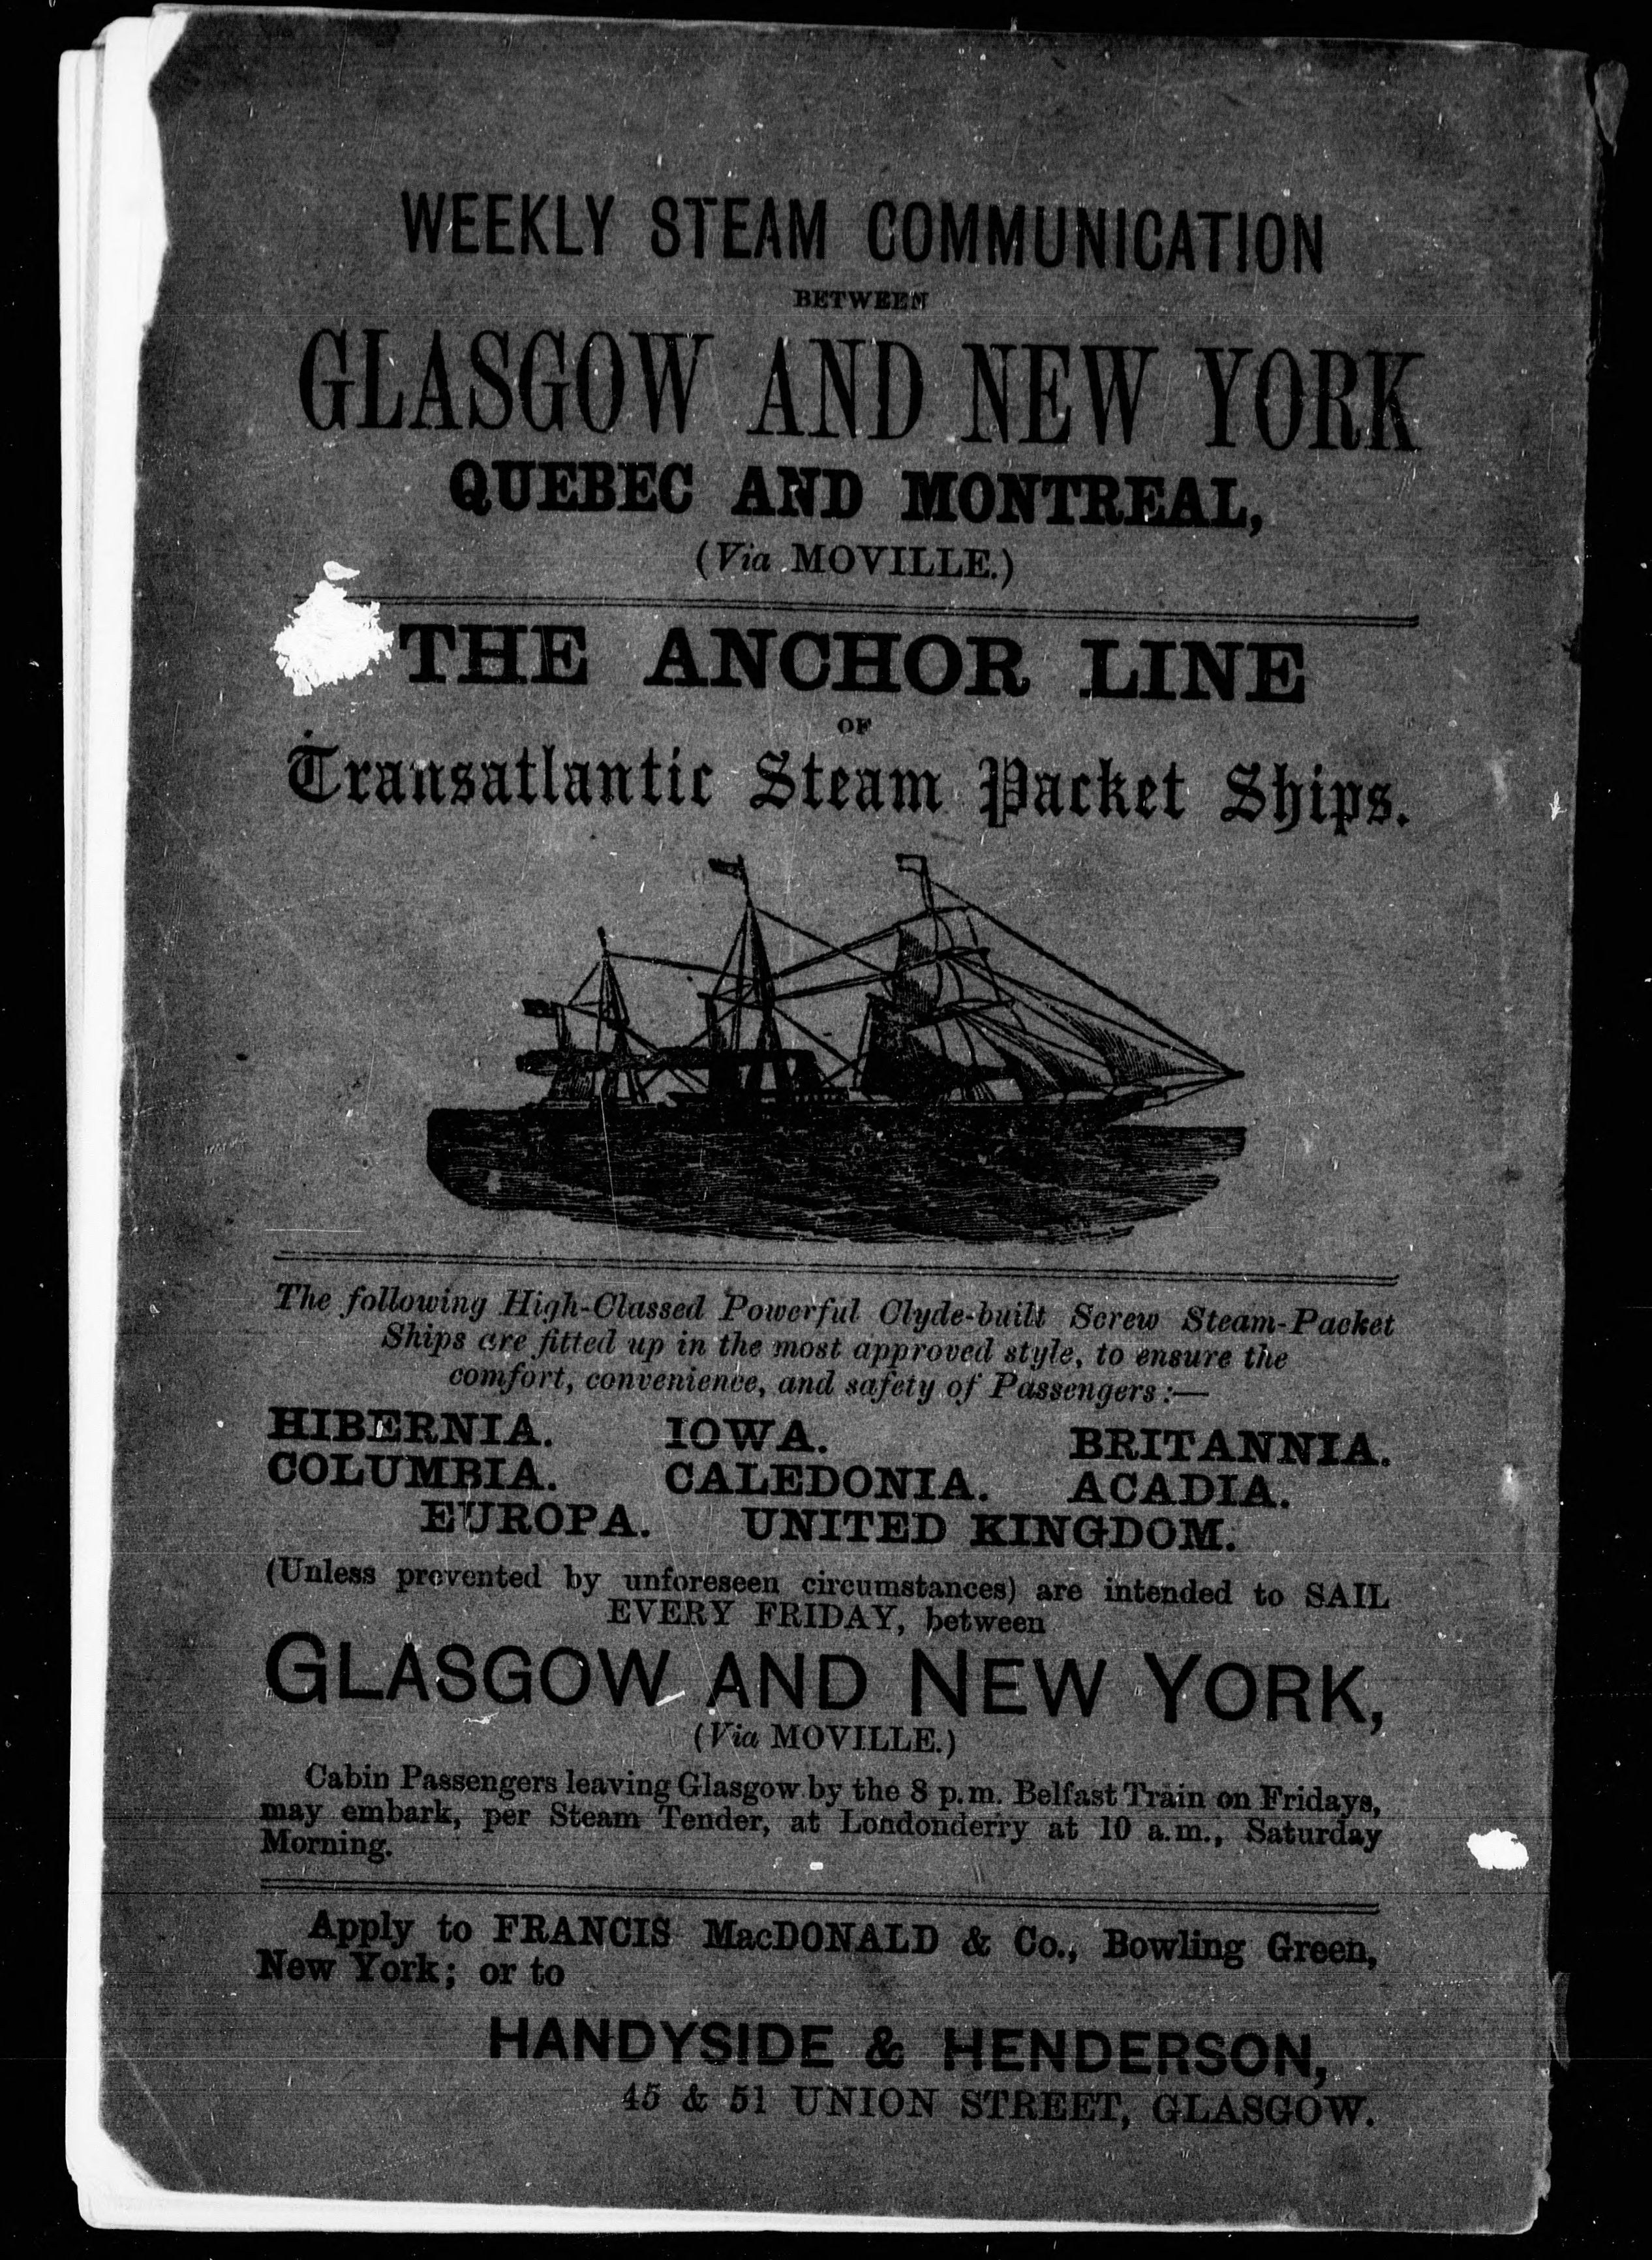 WEEKLY STEAM COMMUNICATION
BETWEEN
GLASGOW AND NEW YORK
QUEBEC AND MONTREAL,
(Via MOVILLE.)
THE ANCHOR LINE
OF
Transatlantic Steam Packet Ships.
The following High-Classed Powerful Clyde-built Screw Steam-Packet
Ships are fitted up in the most approved style, to ensure the
comfort, convenience, and safety of Passengers:—
HIBERNIA. IOWA. BRITANNIA.
COLUMBIA. CALEDONIA. ACADIA.
EUROPA. UNITED KINGDOM.
(Unless prevented by unforeseen circumstances) are intended to SAIL
EVERY FRIDAY, between
GLASGOW AND NEW YORK,
(Via MOVILLE.)
Cabin Passengers leaving Glasgow by the 8 p.m. Belfast Train on Fridays,
may embark, per Steam Tender, at Londonderry at 10 a.m., Saturday
Morning.
Apply to FRANCIS MacDONALD & Co., Bowling Green,
New York; or to
HANDYSIDE & HENDERSON,
45 & 51 UNION STREET, GLASGOW.